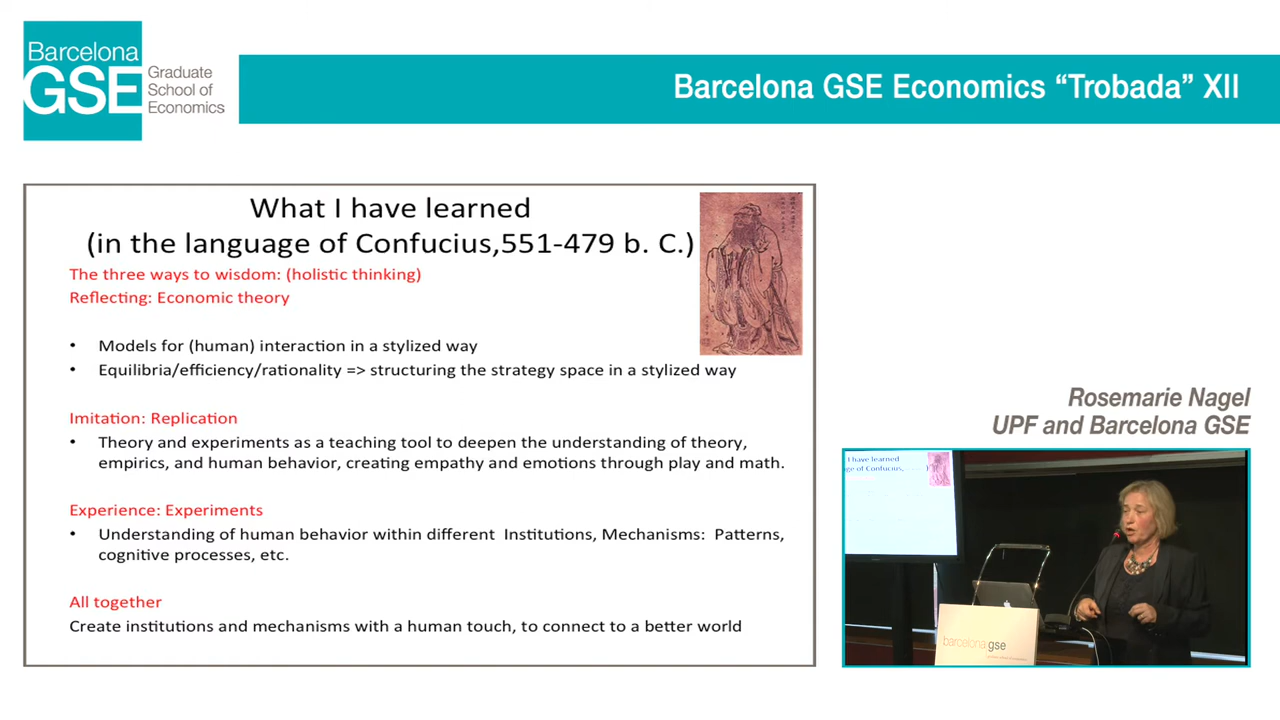 Barcelona
GSE
Graduate
School of
Economics
Barcelona GSE Economics “Trobada” XII
What I have learned
(in the language of Confucius,551-479 b. C.)
The three ways to wisdom: (holistic thinking)
Reflecting: Economic theory
• Models for (human) interaction in a stylized way
• Equilibria/efficiency/rationality => structuring the strategy space in a stylized way
Imitation: Replication
• Theory and experiments as a teaching tool to deepen the understanding of theory,
empirics, and human behavior, creating empathy and emotions through play and math.
Experience: Experiments
• Understanding of human behavior within different Institutions, Mechanisms: Patterns,
cognitive processes, etc.
All together
Create institutions and mechanisms with a human touch, to connect to a better world
Rosemarie Nagel
UPF and Barcelona GSE
I have learned
ge of Confucius,
barcelona gse